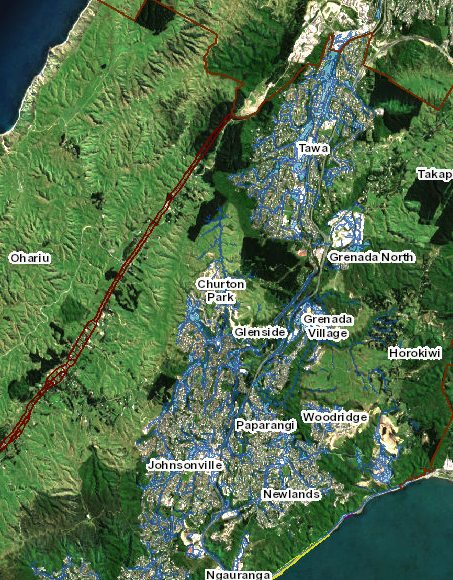 Tawa
Takap
Ohariu
Grenada North
Churton
Park
Glenside
Grenada
Village
Horokiwi
Woodridge
Paparangi
Johnsonville
Newlands
Ngauranga